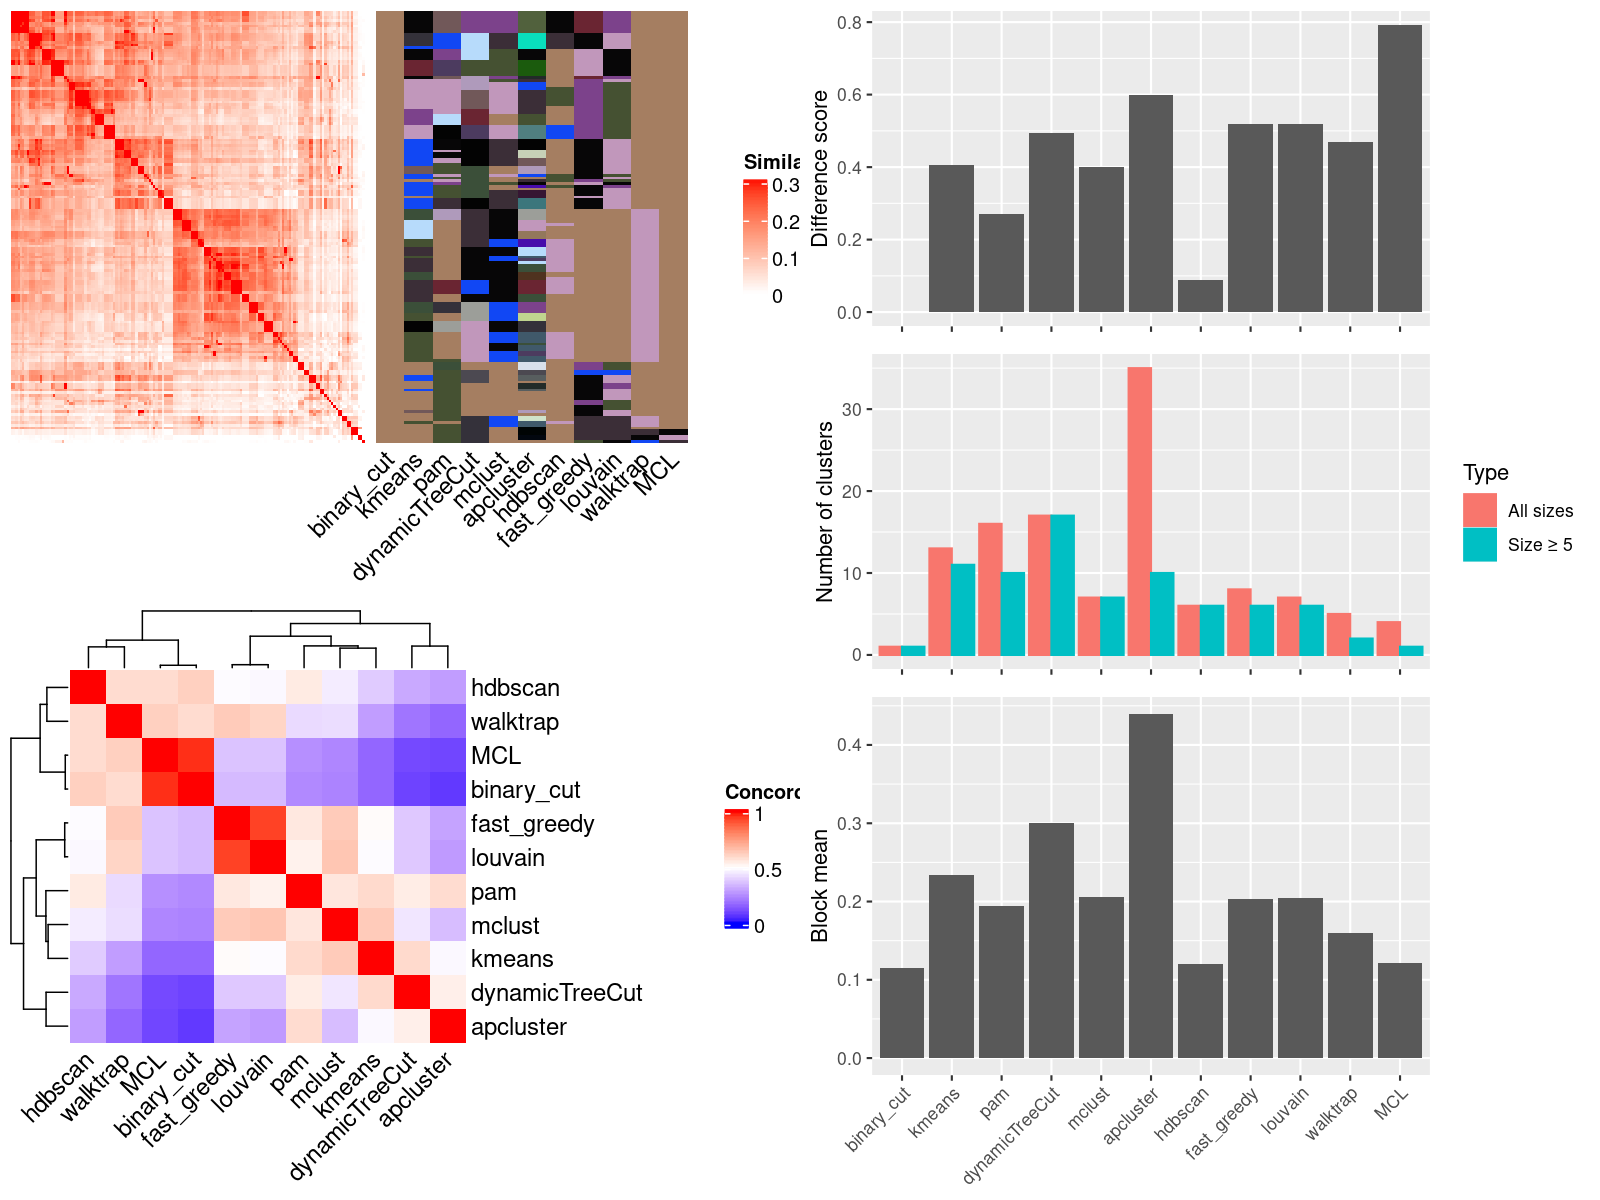 Simila
0.3
0.2
0.1
0
binary_cut
kmeans
pam
dynamicTreeCut
mclust
apcluster
hdbscan
fast_greedy
louvain
walktrap
MCL
hdbscan
walktrap
MCL
binary_cut
fast_greedy
louvain
pam
mclust
kmeans
dynamicTreeCut
apcluster
hdbscan
walktrap
MCL
binary_cut
fast_greedy
louvain
pam
mclust
kmeans
dynamicTreeCut
apcluster
Concord
1
0.5
0
Difference score
0.8
0.6
0.4
0.2
0.0
Number of clusters
30
20
10
0
Type
All sizes
Size ≥ 5
Block mean
0.4
0.3
0.2
0.1
0.0
binary_cut
kmeans
pam
dynamicTreeCut
mclust
apcluster
hdbscan
fast_greedy
louvain
walktrap
MCL